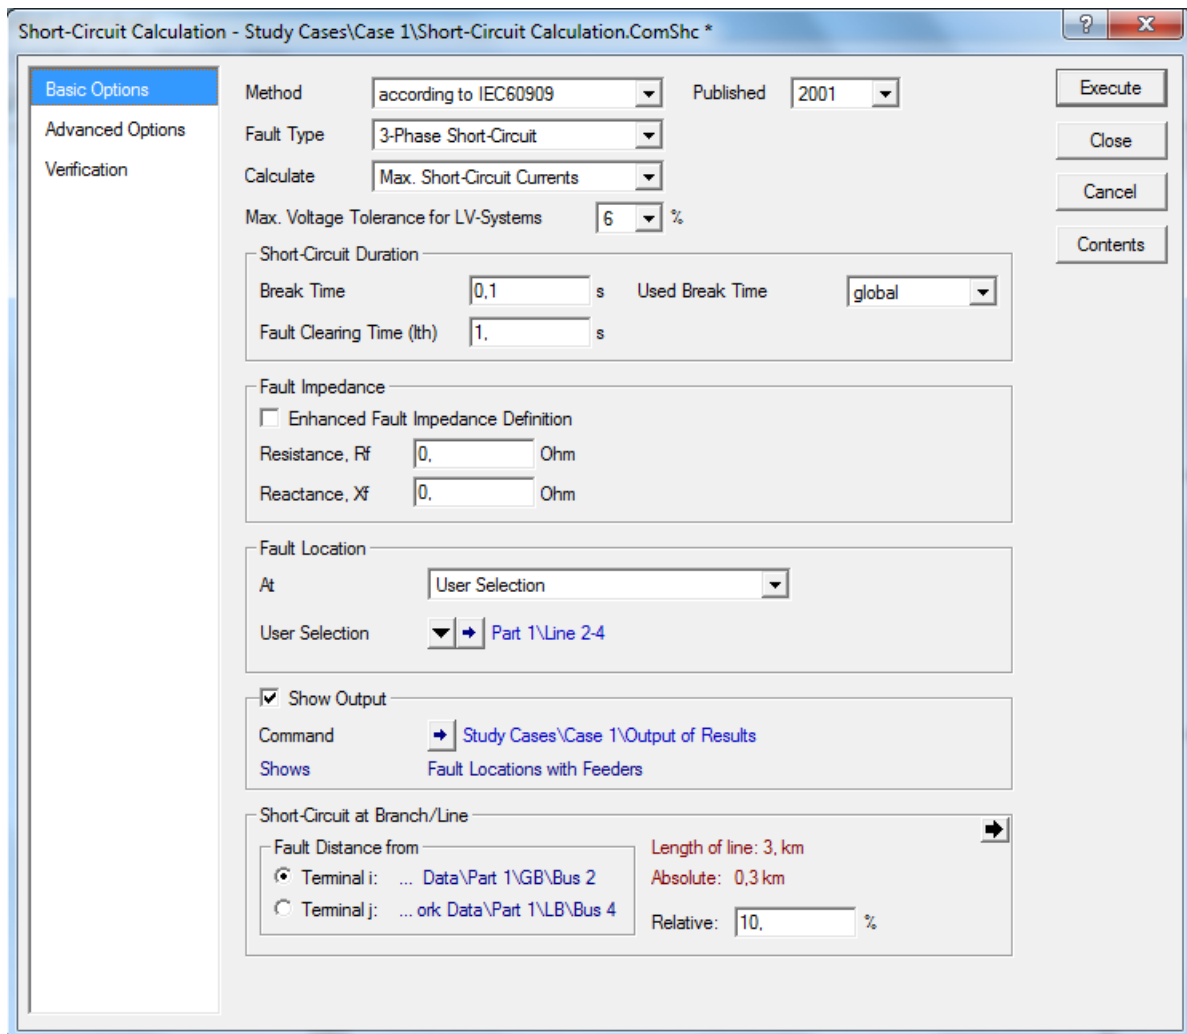 Short-Circuit Calculation - Study Cases\Case 1\Short-Circuit Calculation.ComShc *
?
X
Basic Options
Advanced Options
Verification
Method according to IEC60909 Published 2001
Fault Type 3-Phase Short-Circuit
Calculate Max. Short-Circuit Currents
Max. Voltage Tolerance for LV-Systems 6 %
Short-Circuit Duration
Break Time 0,1 s Used Break Time global
Fault Clearing Time (Ith) 1, s
Fault Impedance
Enhanced Fault Impedance Definition
Resistance, Rf 0, Ohm
Reactance, Xf 0, Ohm
Fault Location
At User Selection
User Selection Part 1\Line 2-4
Show Output
Command Study Cases\Case 1\Output of Results
Shows Fault Locations with Feeders
Short-Circuit at Branch/Line
Fault Distance from
Terminal i: ... Data\Part 1\GB\Bus 2
Terminal j: ... ork Data\Part 1\LB\Bus 4
Length of line: 3, km
Absolute: 0,3 km
Relative: 10, %
Execute
Close
Cancel
Contents